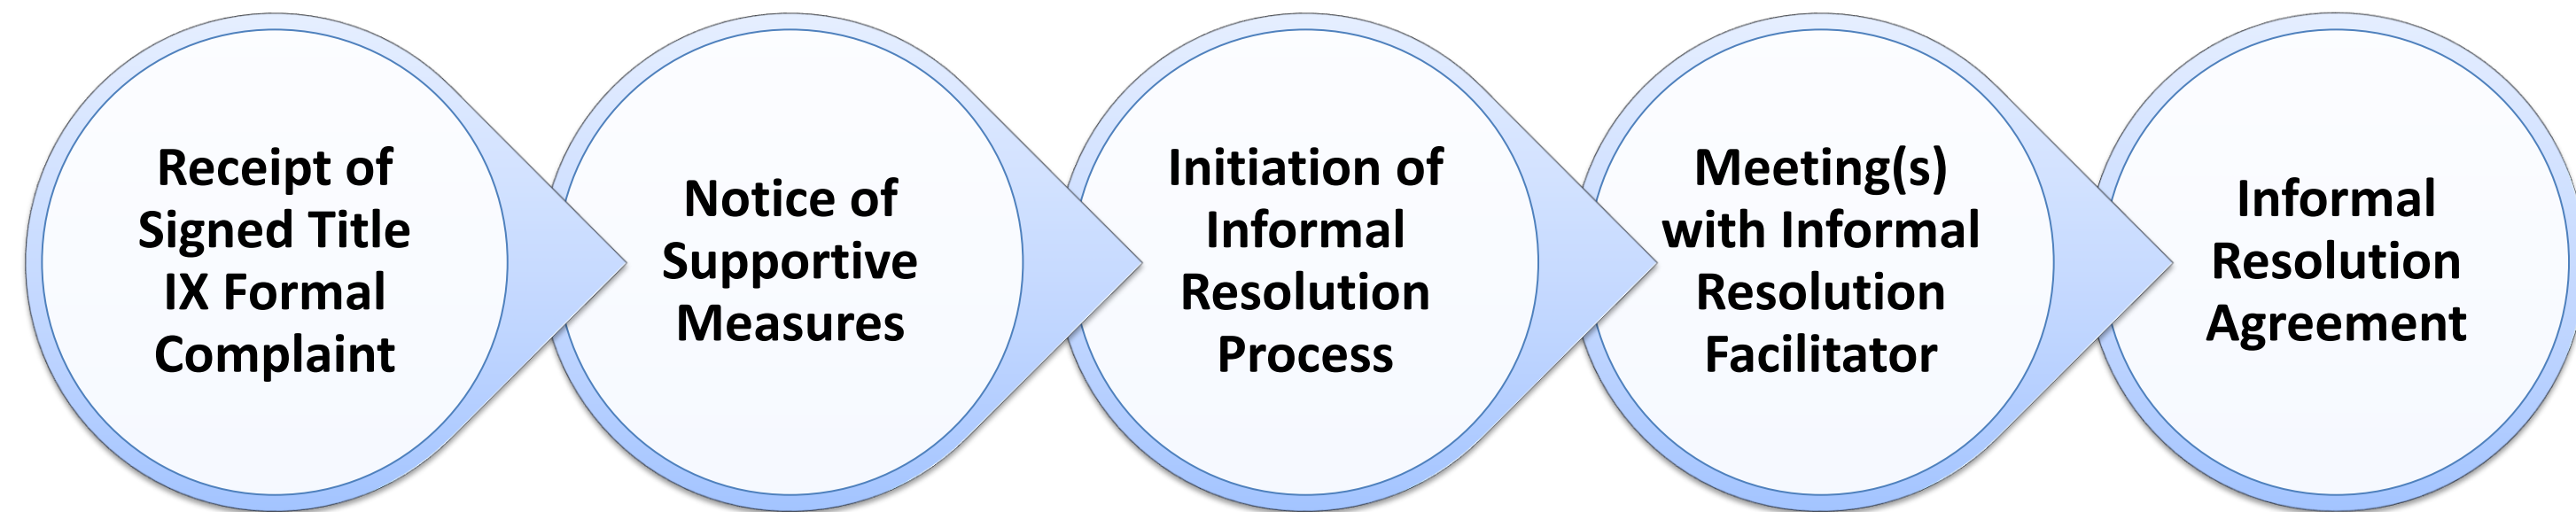 Receipt of
Signed Title
IX Formal
Complaint
Notice of
Supportive
Measures
Initiation of
Informal
Resolution
Process
Meeting(s)
with Informal
Resolution
Facilitator
Informal
Resolution
Agreement